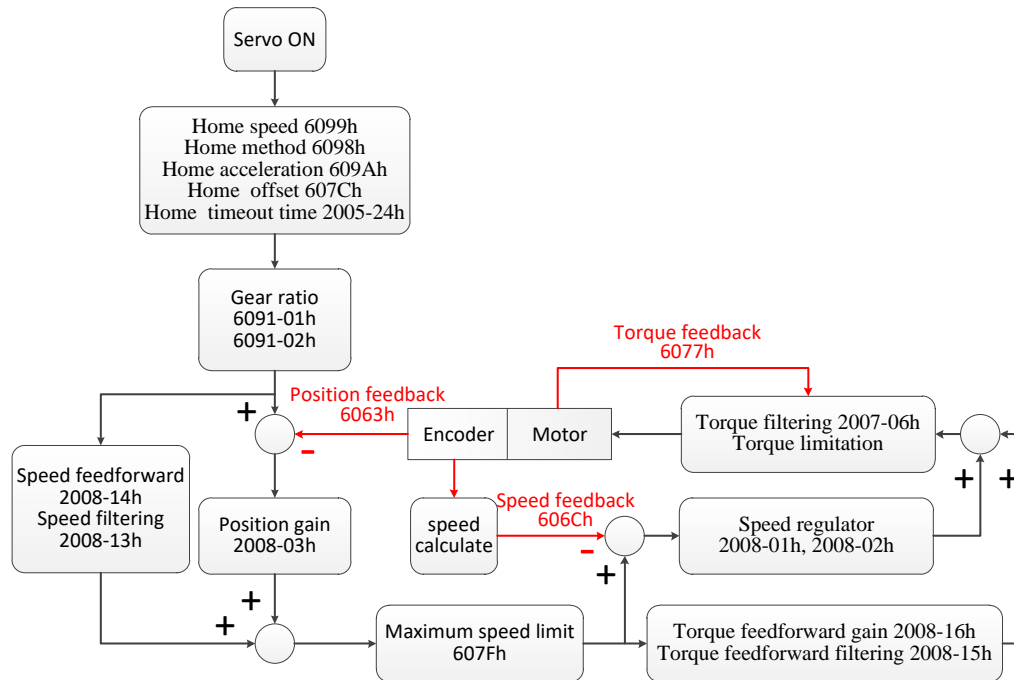 Servo ON
Home speed 6099h
Home method 6098h
Home acceleration 609Ah
Home offset 607Ch
Home timeout time 2005-24h
Gear ratio
6091-01h
6091-02h
Torque feedback
6077h
Position feedback
6063h
+
-
Encoder
Motor
Torque filtering 2007-06h
Torque limitation
+
+
Speed feedforward
2008-14h
Speed filtering
2008-13h
Position gain
2008-03h
speed
calculate
Speed feedback
606Ch
-
+
Speed regulator
2008-01h, 2008-02h
+
+
Maximum speed limit
607Fh
Torque feedforward gain 2008-16h
Torque feedforward filtering 2008-15h